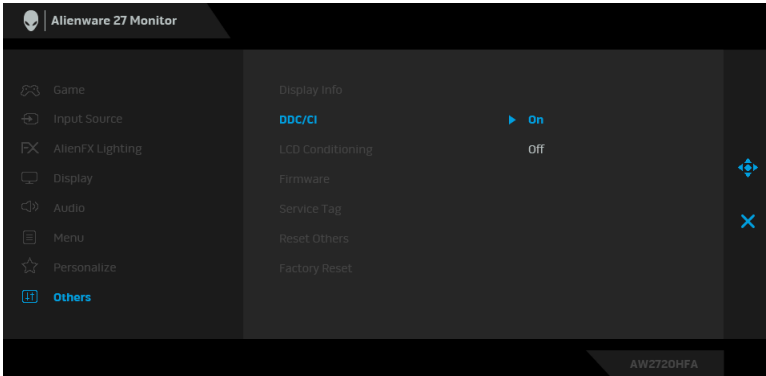 Alienware 27 Monitor
Game
Input Source
AlienFX Lighting
Display
Audio
Menu
Personalize
Others
Display Info
DDC/CI
On
LCD Conditioning
Off
Firmware
Service Tag
Reset Others
Factory Reset
AW2720HFA